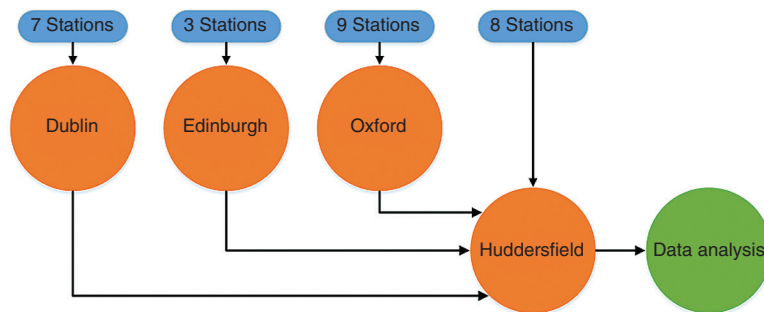 7 Stations
3 Stations
9 Stations
8 Stations
Dublin
Edinburgh
Oxford
Huddersfield
Data analysis